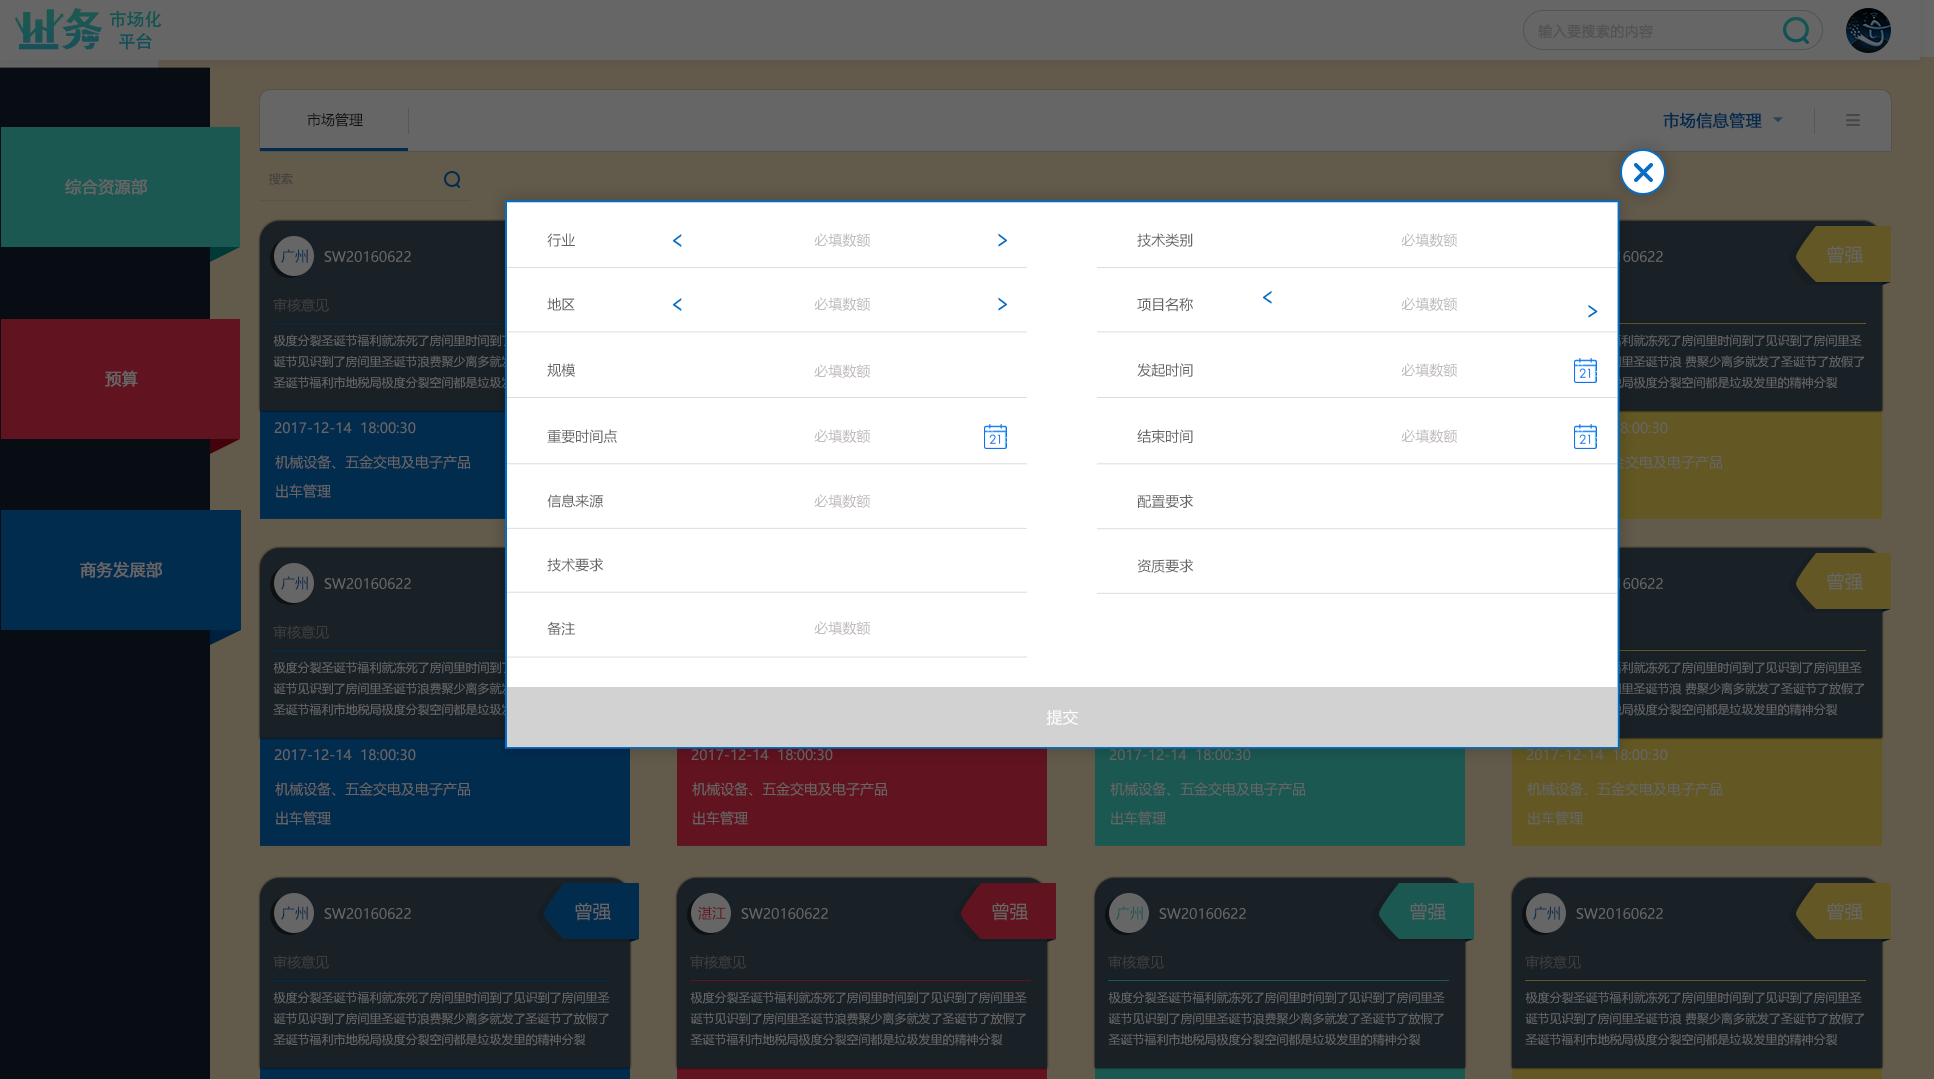 业务 市场化
平台
输入要搜索的内容
市场管理
市场信息管理
搜索
综合资源部
预算
商务发展部
行业 < 必填数额 >
技术类别 必填数额
地区 < 必填数额 >
项目名称 < 必填数额 >
规模 必填数额
发起时间 必填数额 21
重要时间点 必填数额 21
结束时间 必填数额 21
信息来源 必填数额
配置要求
技术要求
资质要求
备注 必填数额
提交
广州 SW20160622
审核意见
极度分裂圣诞节福利就冻死了房间里时间到
诞节见识到了房间里圣诞节浪费聚少离多就
圣诞节福利市地税局极度分裂空间都是垃圾
2017-12-14 18:00:30
机械设备、五金交电及电子产品
出车管理
60622
曾强
利就冻死了房间里时间到了见识到了房间里圣
里圣诞节浪 费聚少离多就发了圣诞节了放假了
局极度分裂空间都是垃圾发里的精神分裂
8:00:30
金交电及电子产品
广州 SW20160622
审核意见
极度分裂圣诞节福利就冻死了房间里时间到
诞节见识到了房间里圣诞节浪费聚少离多就
圣诞节福利市地税局极度分裂空间都是垃圾
2017-12-14 18:00:30
机械设备、五金交电及电子产品
出车管理
2017-12-14 18:00:30
机械设备、五金交电及电子产品
出车管理
2017-12-14 18:00:30
机械设备、五金交电及电子产品
出车管理
60622
曾强
利就冻死了房间里时间到了见识到了房间里圣
里圣诞节浪 费聚少离多就发了圣诞节了放假了
局极度分裂空间都是垃圾发里的精神分裂
2017-12-14 18:00:30
机械设备、五金交电及电子产品
出车管理
广州 SW20160622 曾强
审核意见
极度分裂圣诞节福利就冻死了房间里时间到了见识到了房间里圣
诞节见识到了房间里圣诞节浪费聚少离多就发了圣诞节了放假了
圣诞节福利市地税局极度分裂空间都是垃圾发里的精神分裂
湛江 SW20160622 曾强
审核意见
极度分裂圣诞节福利就冻死了房间里时间到了见识到了房间里圣
诞节见识到了房间里圣诞节浪费聚少离多就发了圣诞节了放假了
圣诞节福利市地税局极度分裂空间都是垃圾发里的精神分裂
广州 SW20160622 曾强
审核意见
极度分裂圣诞节福利就冻死了房间里时间到了见识到了房间里圣
诞节见识到了房间里圣诞节浪费聚少离多就发了圣诞节了放假了
圣诞节福利市地税局极度分裂空间都是垃圾发里的精神分裂
广州 SW20160622 曾强
审核意见
极度分裂圣诞节福利就冻死了房间里时间到了见识到了房间里圣
诞节见识到了房间里圣诞节浪 费聚少离多就发了圣诞节了放假了
圣诞节福利市地税局极度分裂空间都是垃圾发里的精神分裂